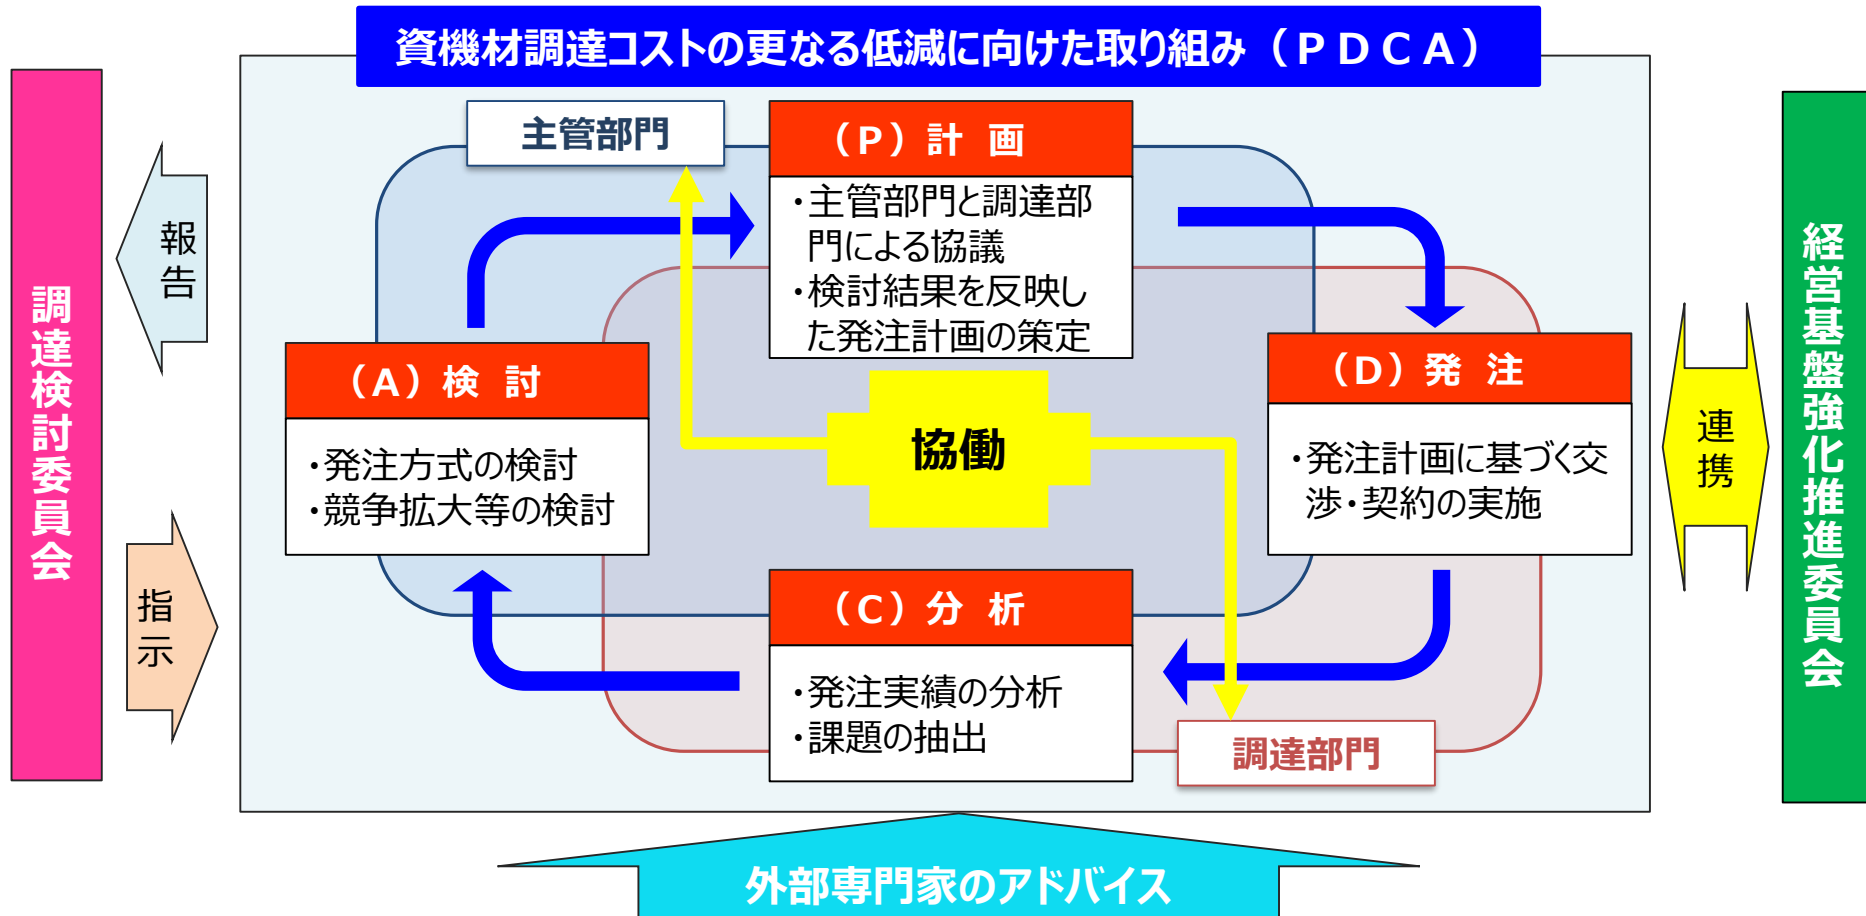 資機材調達コストの更なる低減に向けた取り組み（ＰＤＣＡ）
調達検討委員会
報告
指示
主管部門
（Ｐ）計 画
・主管部門と調達部
門による協議
・検討結果を反映し
た発注計画の策定
（Ａ）検 討
・発注方式の検討
・競争拡大等の検討
協働
（Ｄ）発 注
・発注計画に基づく交
渉・契約の実施
（Ｃ）分 析
・発注実績の分析
・課題の抽出
調達部門
連携
経営基盤強化推進委員会
外部専門家のアドバイス